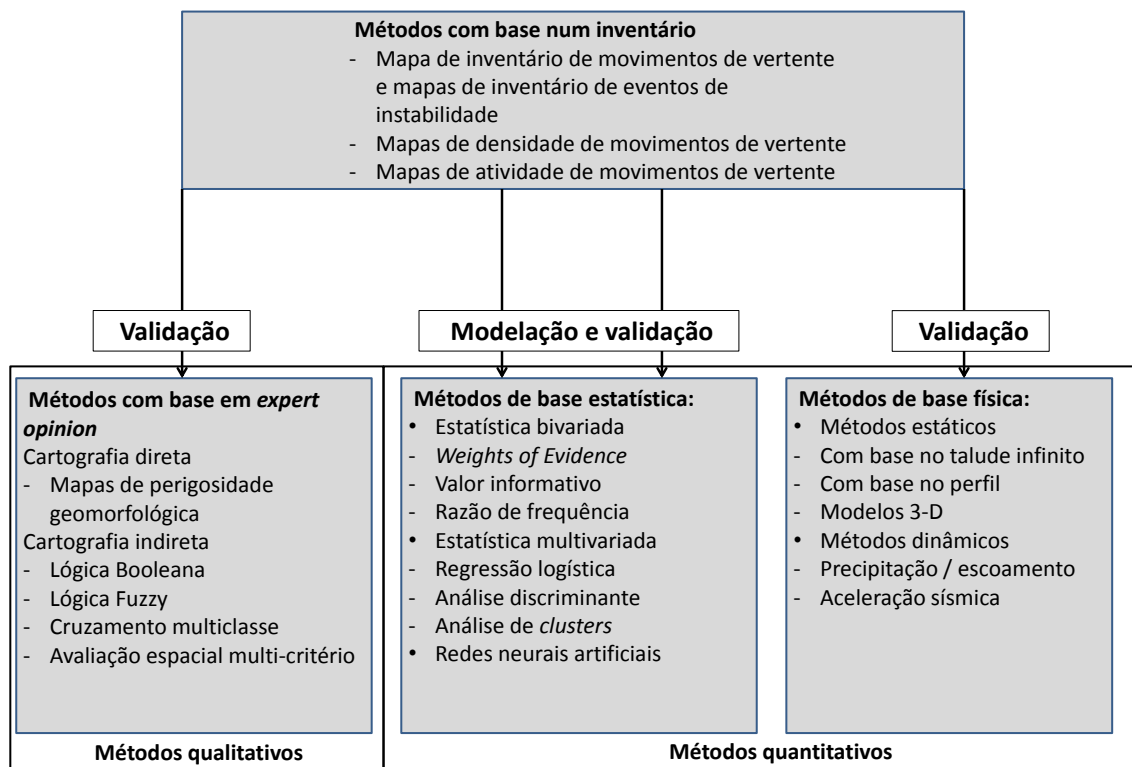 Métodos com base num inventário
- Mapa de inventário de movimentos de vertente
e mapas de inventário de eventos de
instabilidade
- Mapas de densidade de movimentos de vertente
- Mapas de atividade de movimentos de vertente
Validação
Modelação e validação
Validação
Métodos com base em expert
opinion
Cartografia direta
- Mapas de perigosidade
geomorfológica
Cartografia indireta
- Lógica Booleana
- Lógica Fuzzy
- Cruzamento multiclasse
- Avaliação espacial multi-critério
Métodos qualitativos
Métodos de base estatística:
• Estatística bivariada
- Weights of Evidence
- Valor informativo
- Razão de frequência
• Estatística multivariada
- Regressão logística
- Análise discriminante
- Análise de clusters
• Redes neurais artificiais
Métodos de base física:
• Métodos estáticos
- Com base no talude infinito
- Com base no perfil
- Modelos 3-D
• Métodos dinâmicos
- Precipitação / escoamento
- Aceleração sísmica
Métodos quantitativos